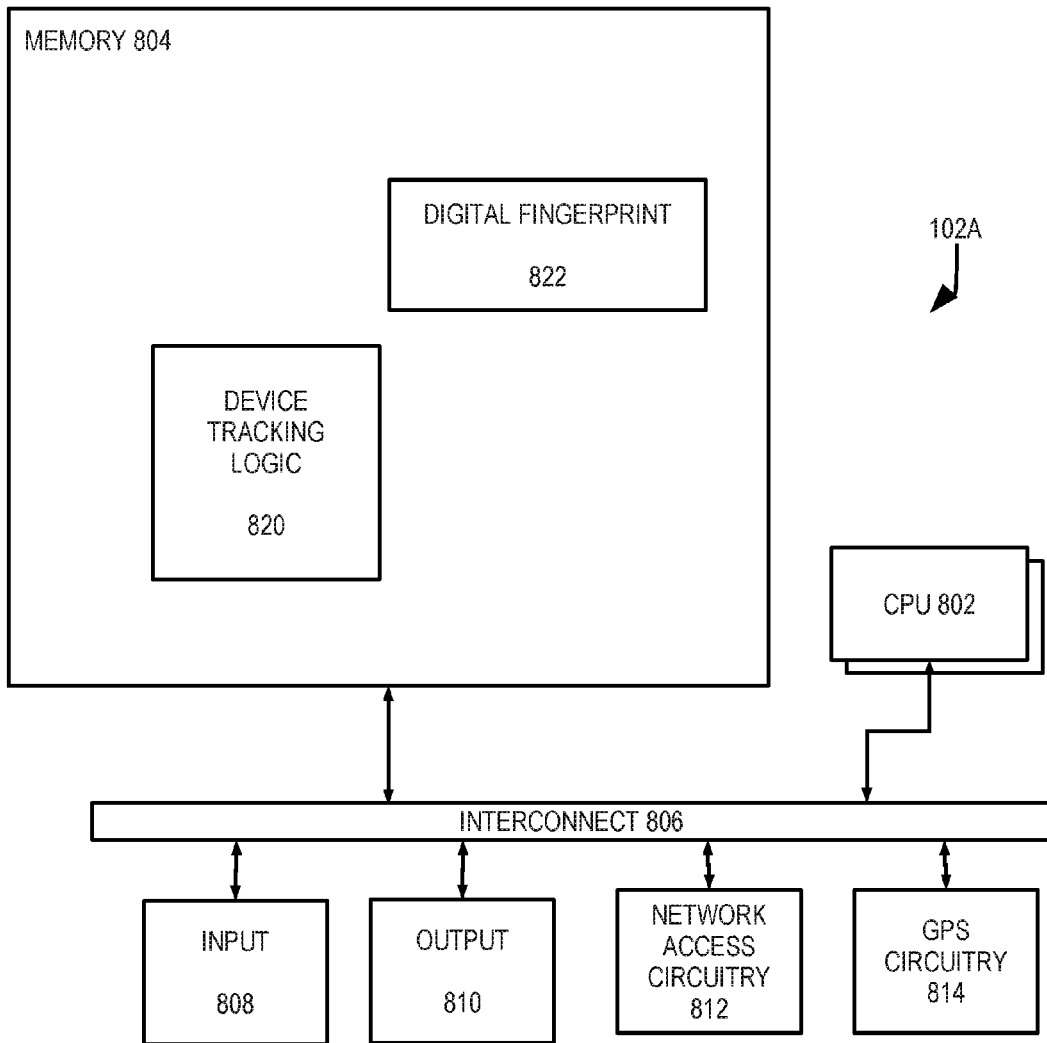 MEMORY 804
DIGITAL FINGERPRINT
822
102A
DEVICE
TRACKING
LOGIC
820
CPU 802
INTERCONNECT 806
INPUT
808
OUTPUT
810
NETWORK
ACCESS
CIRCUITRY
812
GPS
CIRCUITRY
814